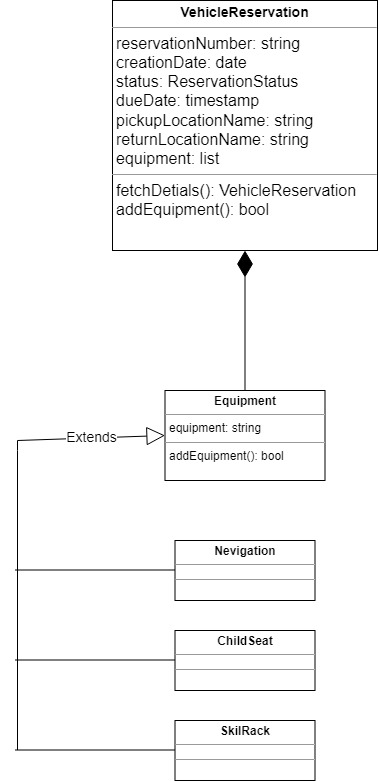 VehicleReservation
reservationNumber: string
creationDate: date
status: ReservationStatus
dueDate: timestamp
pickupLocationName: string
returnLocationName: string
equipment: list
fetchDetials(): VehicleReservation
addEquipment(): bool
Equipment
equipment: string
addEquipment(): bool
Extends
Nevigation
ChildSeat
SkilRack